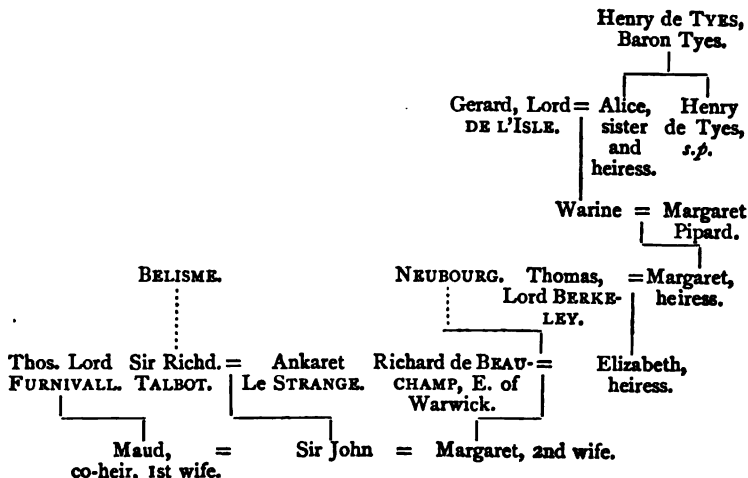 Henry de TYES,
Baron Tyes.
Gerard, Lord = Alice, Henry
DE L'ISLE. sister de Tyes,
and s.p.
heiress.
Warine = Margaret
Pipard.
BELISME. NEUBOURG. Thomas, = Margaret,
Lord BERKE- heiress.
LEY.
Thos. Lord Sir Richd. = Ankaret Richard de BEAU- = Elizabeth,
FURNIVALL. TALBOT. Le STRANGE. CHAMP, E. of heiress.
Warwick.
Maud, = Sir John = Margaret, 2nd wife.
co-heir, 1st wife.